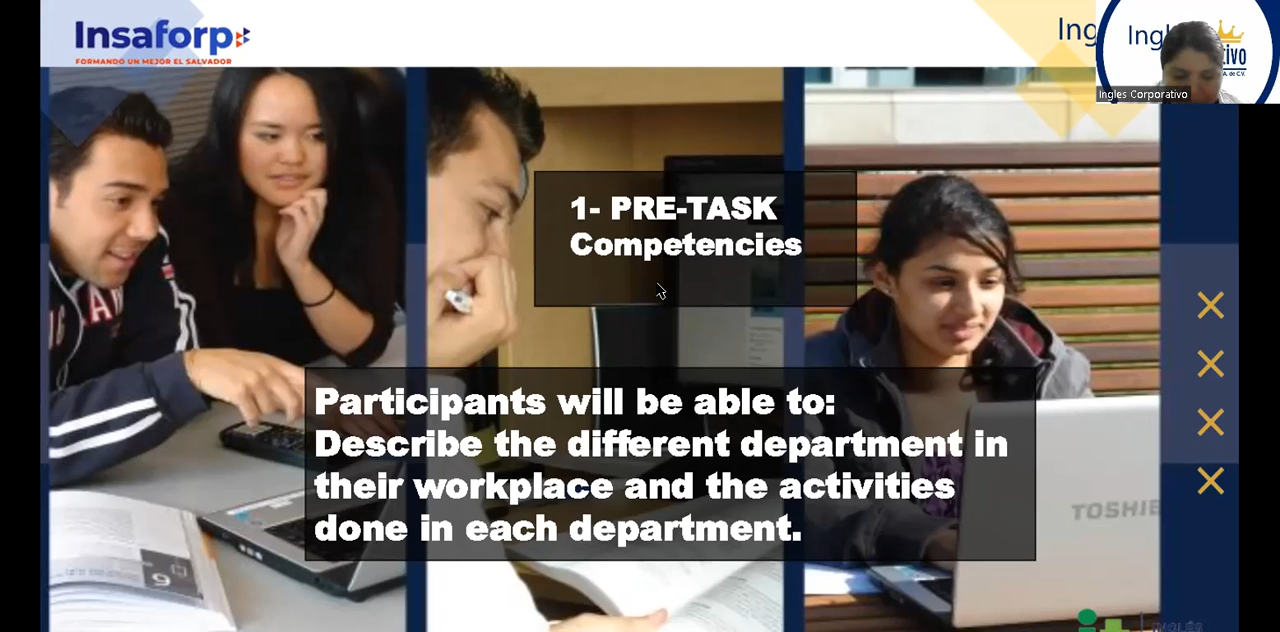 Insaforp
FORMANDO UN MEJOR EL SALVADOR
Ingles Corporativo
1- PRE-TASK
Competencies
Participants will be able to:
Describe the different department in
their workplace and the activities
done in each department.
TOSHIB
9